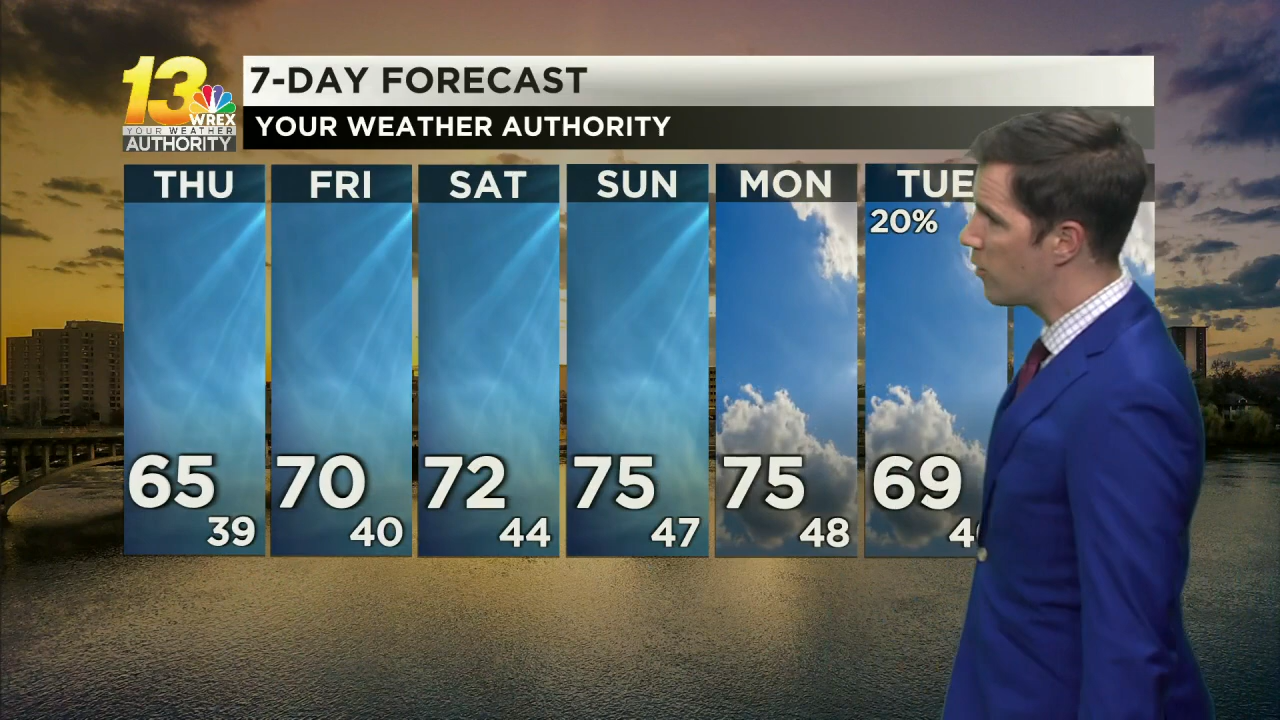 13
WREX
YOUR WEATHER
AUTHORITY
7-DAY FORECAST
YOUR WEATHER AUTHORITY
THU FRI SAT SUN MON TUE
20%
65 70 72 75 75 69
39 40 44 47 48